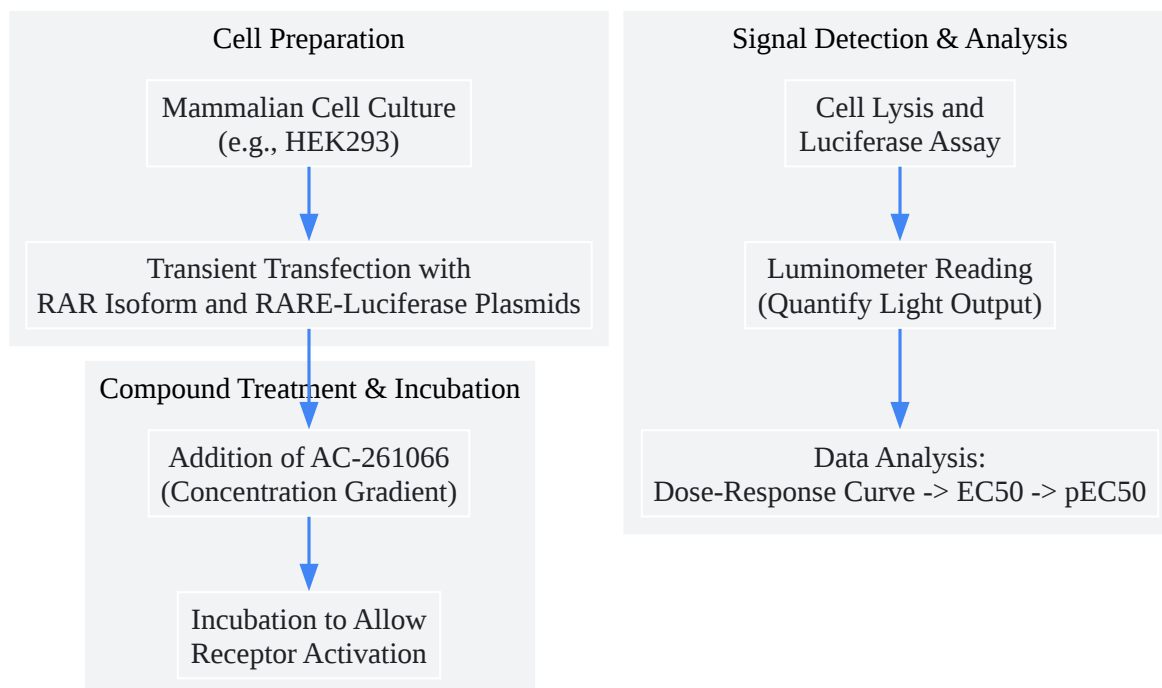 Cell Preparation
Mammalian Cell Culture
(e.g., HEK293)
Transient Transfection with
RAR Isoform and RARE-Luciferase Plasmids
Compound Treatment & Incubation
Addition of AC-261066
(Concentration Gradient)
Incubation to Allow
Receptor Activation
Signal Detection & Analysis
Cell Lysis and
Luciferase Assay
Luminometer Reading
(Quantify Light Output)
Data Analysis:
Dose-Response Curve -> EC50 -> pEC50